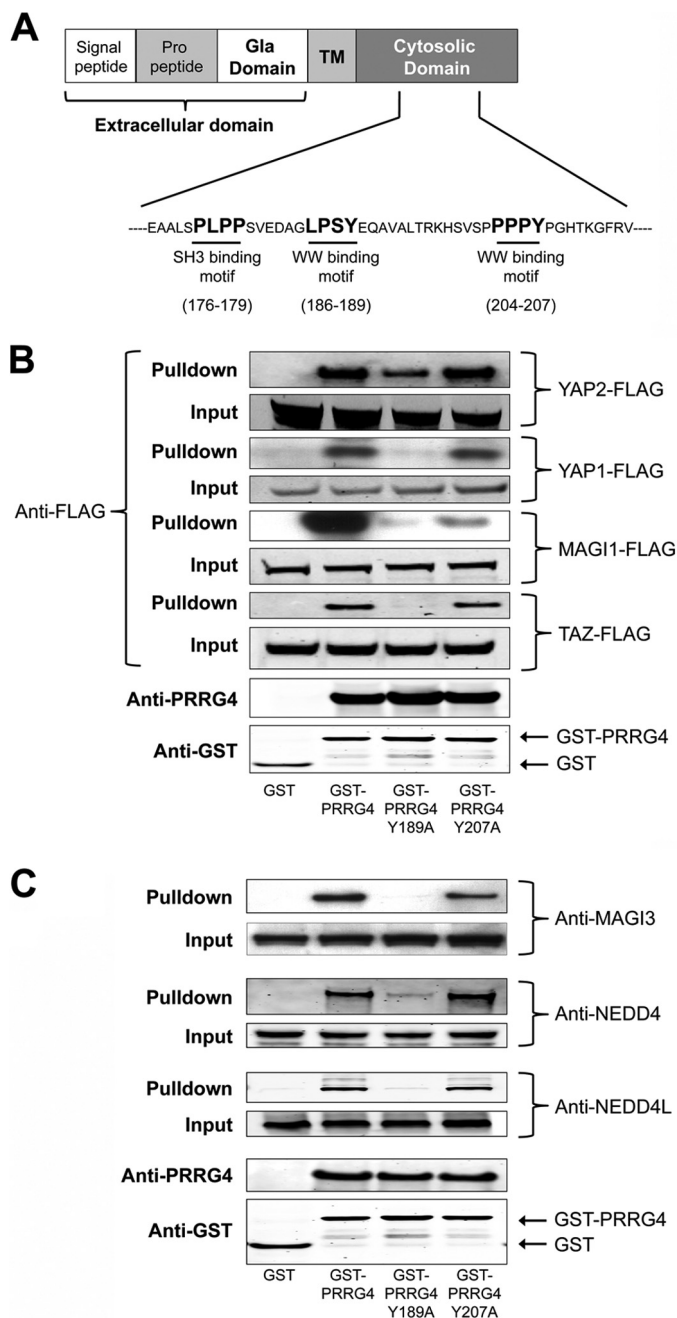 A
Signal peptide
Pro peptide
Gla Domain
TM
Cytosolic Domain
Extracellular domain
----EAALSPLPPSVEDAGLPSYEQAVALTRKHSVSPPPPYPGHTKGFRV----
SH3 binding motif
(176-179)
WW binding motif
(186-189)
WW binding motif
(204-207)
B
Anti-FLAG
Pulldown
Input
YAP2-FLAG
Pulldown
Input
YAP1-FLAG
Pulldown
Input
MAGI1-FLAG
Pulldown
Input
TAZ-FLAG
Anti-PRRG4
Anti-GST
GST-PRRG4
GST
GST
GST-PRRG4
GST-PRRG4 Y189A
GST-PRRG4 Y207A
C
Pulldown
Input
Anti-MAGI3
Pulldown
Input
Anti-NEDD4
Pulldown
Input
Anti-NEDD4L
Anti-PRRG4
Anti-GST
GST-PRRG4
GST
GST
GST-PRRG4
GST-PRRG4 Y189A
GST-PRRG4 Y207A